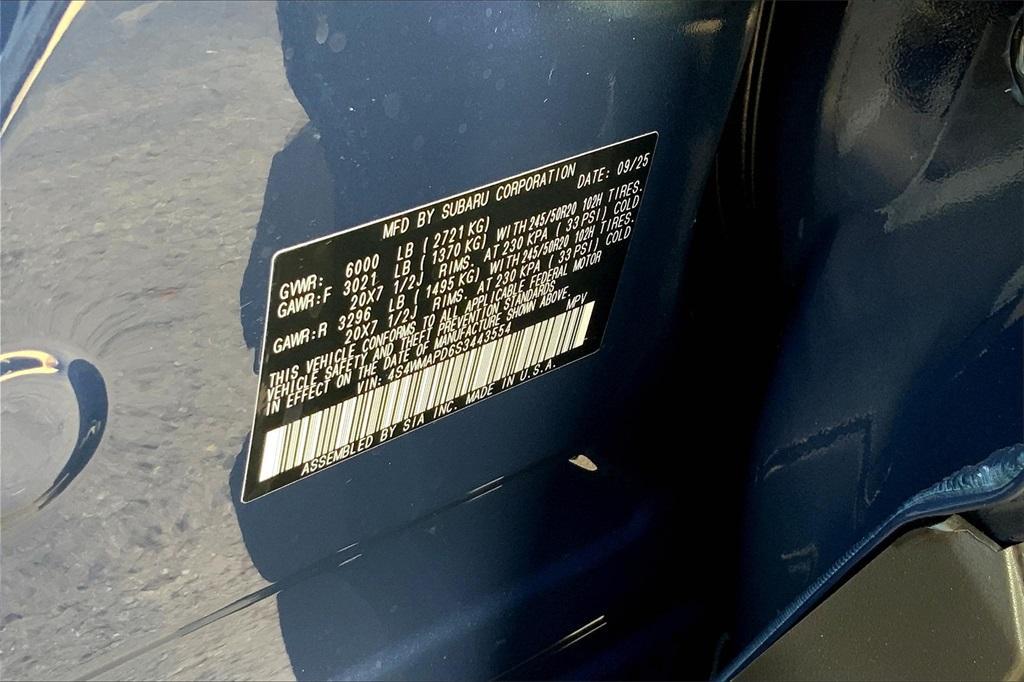 MFD BY SUBARU CORPORATION DATE: 09/25
GVWR: 6000 LB ( 2721 KG)
GAWR:F 3021 LB ( 1370 KG) WITH 245/50R20 102H TIRES.
20X7 1/2J RIMS. AT 230 KPA ( 33 PSI) COLD
GAWR:R 3296 LB ( 1495 KG) WITH 245/50R20 102H TIRES.
20X7 1/2J RIMS. AT 230 KPA ( 33 PSI) COLD
THIS VEHICLE CONFORMS TO ALL APPLICABLE FEDERAL MOTOR
VEHICLE SAFETY AND THEFT PREVENTION STANDARDS
IN EFFECT ON THE DATE OF MANUFACTURE SHOWN ABOVE.
VIN: 4S4WMAPD6S3443554 MPV
ASSEMBLED BY SIA INC. MADE IN U.S.A.